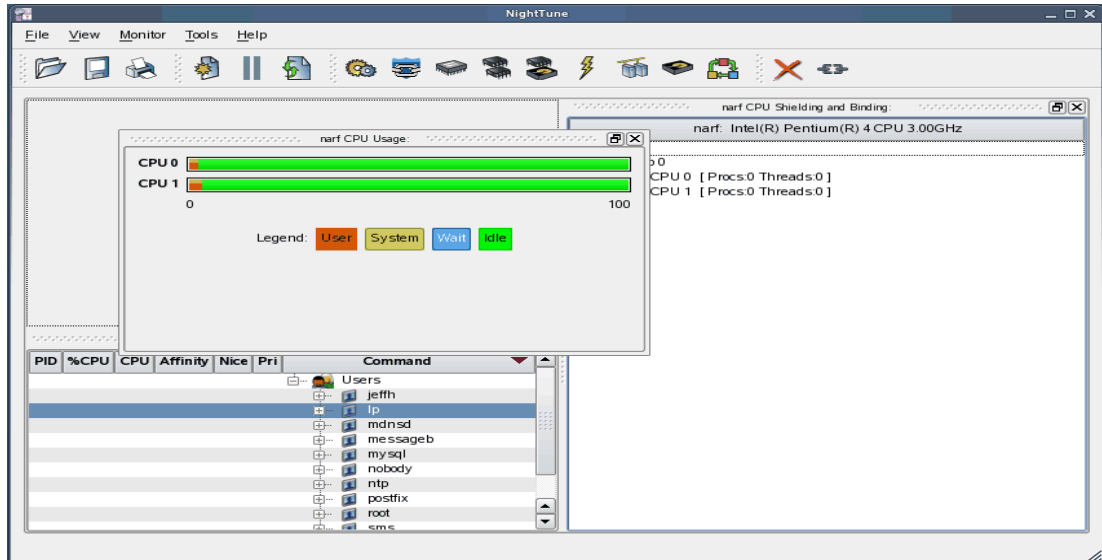 NightTune
File View Monitor Tools Help
narf CPU Shielding and Binding:
narf: Intel(R) Pentium(R) 4 CPU 3.00GHz
0
CPU 0 [ Procs:0 Threads:0 ]
CPU 1 [ Procs:0 Threads:0 ]
narf CPU Usage:
CPU 0
CPU 1
0 100
Legend: User System Wait Idle
PID %CPU CPU Affinity Nice Pri Command
Users
jeffh
lp
mdnsd
messageb
mysql
nobody
ntp
postfix
root
sms